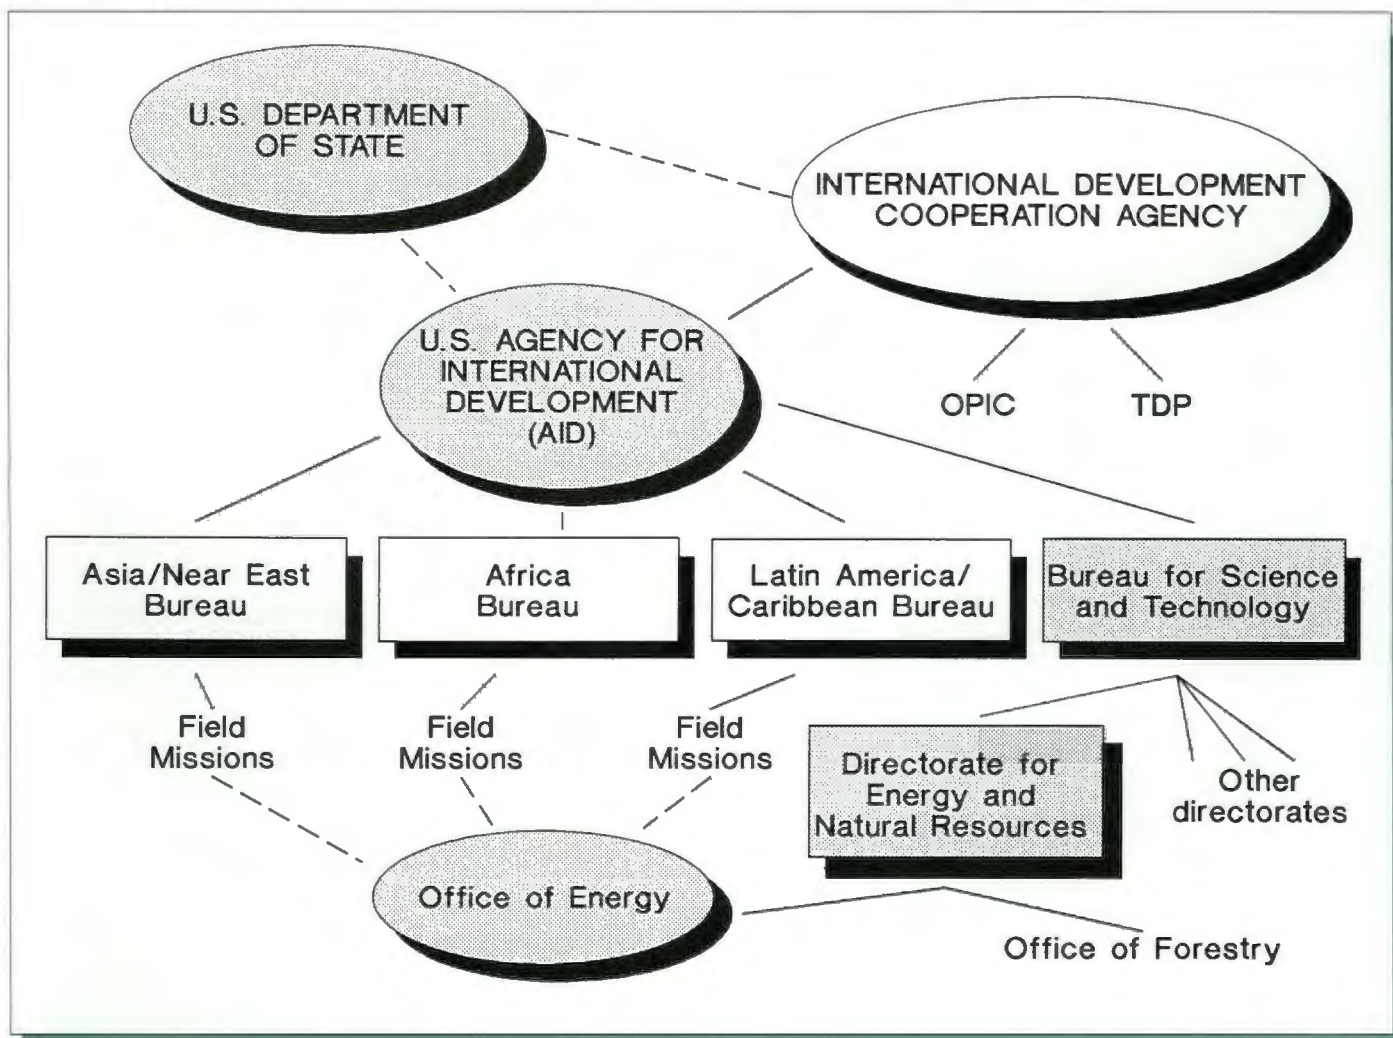 U.S. DEPARTMENT
OF STATE
INTERNATIONAL DEVELOPMENT
COOPERATION AGENCY
U.S. AGENCY FOR
INTERNATIONAL
DEVELOPMENT
(AID)
OPIC
TDP
Asia/Near East
Bureau
Africa
Bureau
Latin America/
Caribbean Bureau
Bureau for Science
and Technology
Field
Missions
Field
Missions
Field
Missions
Directorate for
Energy and
Natural Resources
Other
directorates
Office of Energy
Office of Forestry